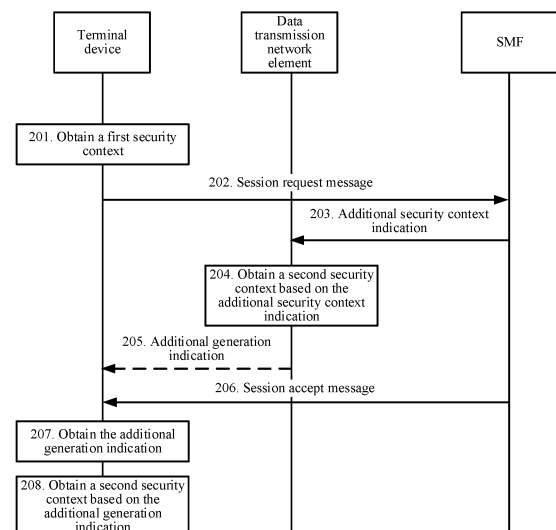 Terminal
device
Data
transmission
network
element
SMF
201. Obtain a first security
context
202. Session request message
203. Additional security context
indication
204. Obtain a second security
context based on the
additional security context
indication
205. Additional generation
indication
206. Session accept message
207. Obtain the additional
generation indication
208. Obtain a second security
context based on the
additional generation
indication